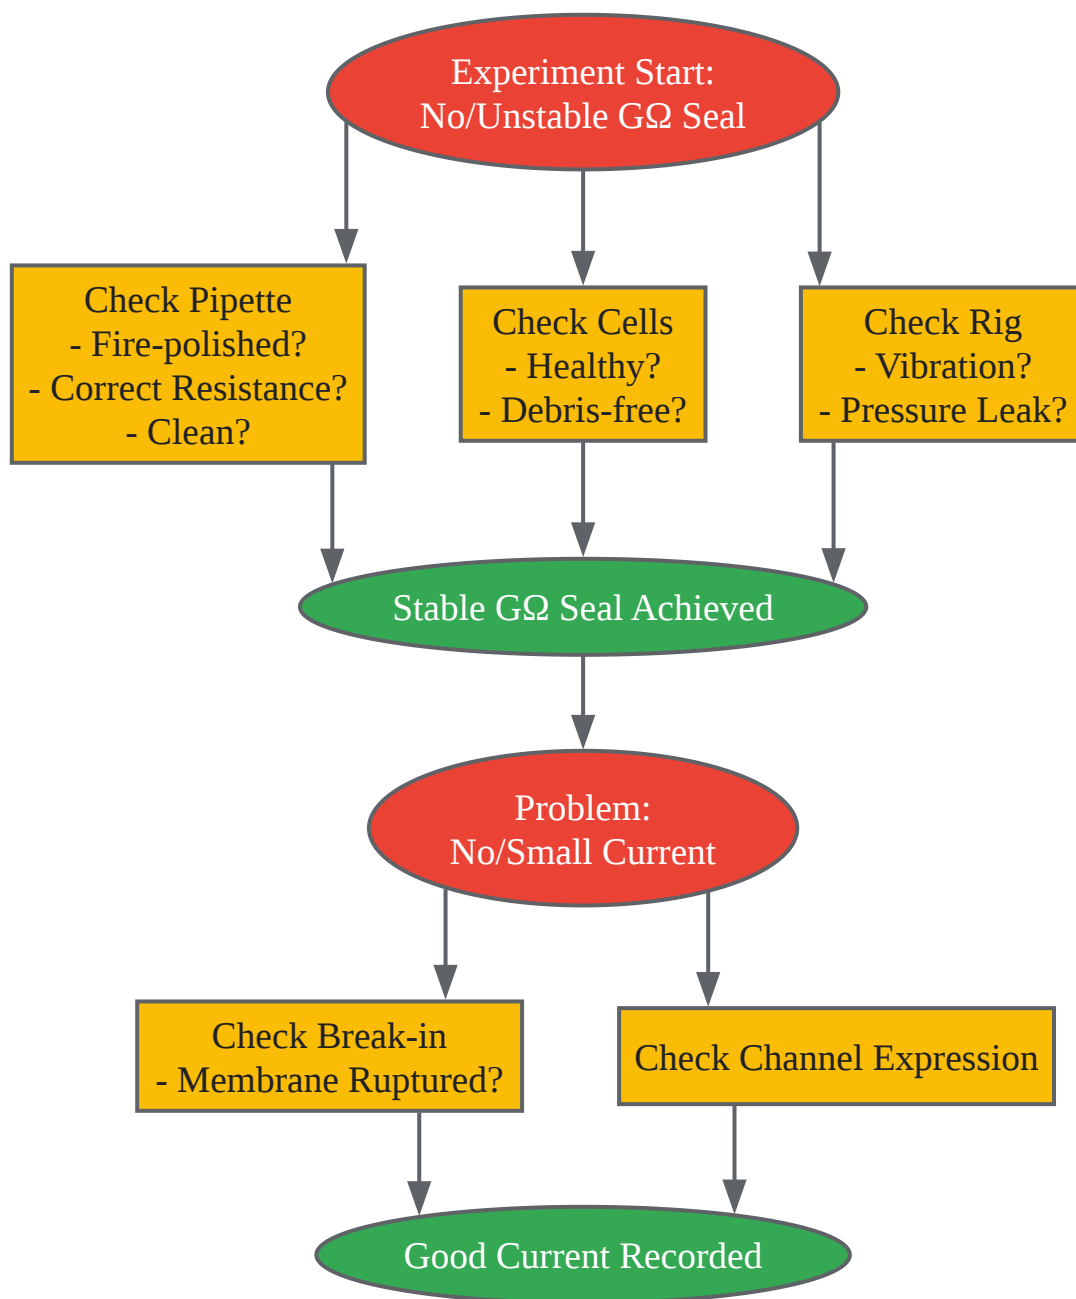 Experiment Start:
No/Unstable GΩ Seal
Check Pipette
- Fire-polished?
- Correct Resistance?
- Clean?
Check Cells
- Healthy?
- Debris-free?
Check Rig
- Vibration?
- Pressure Leak?
Stable GΩ Seal Achieved
Problem:
No/Small Current
Check Break-in
- Membrane Ruptured?
Check Channel Expression
Good Current Recorded